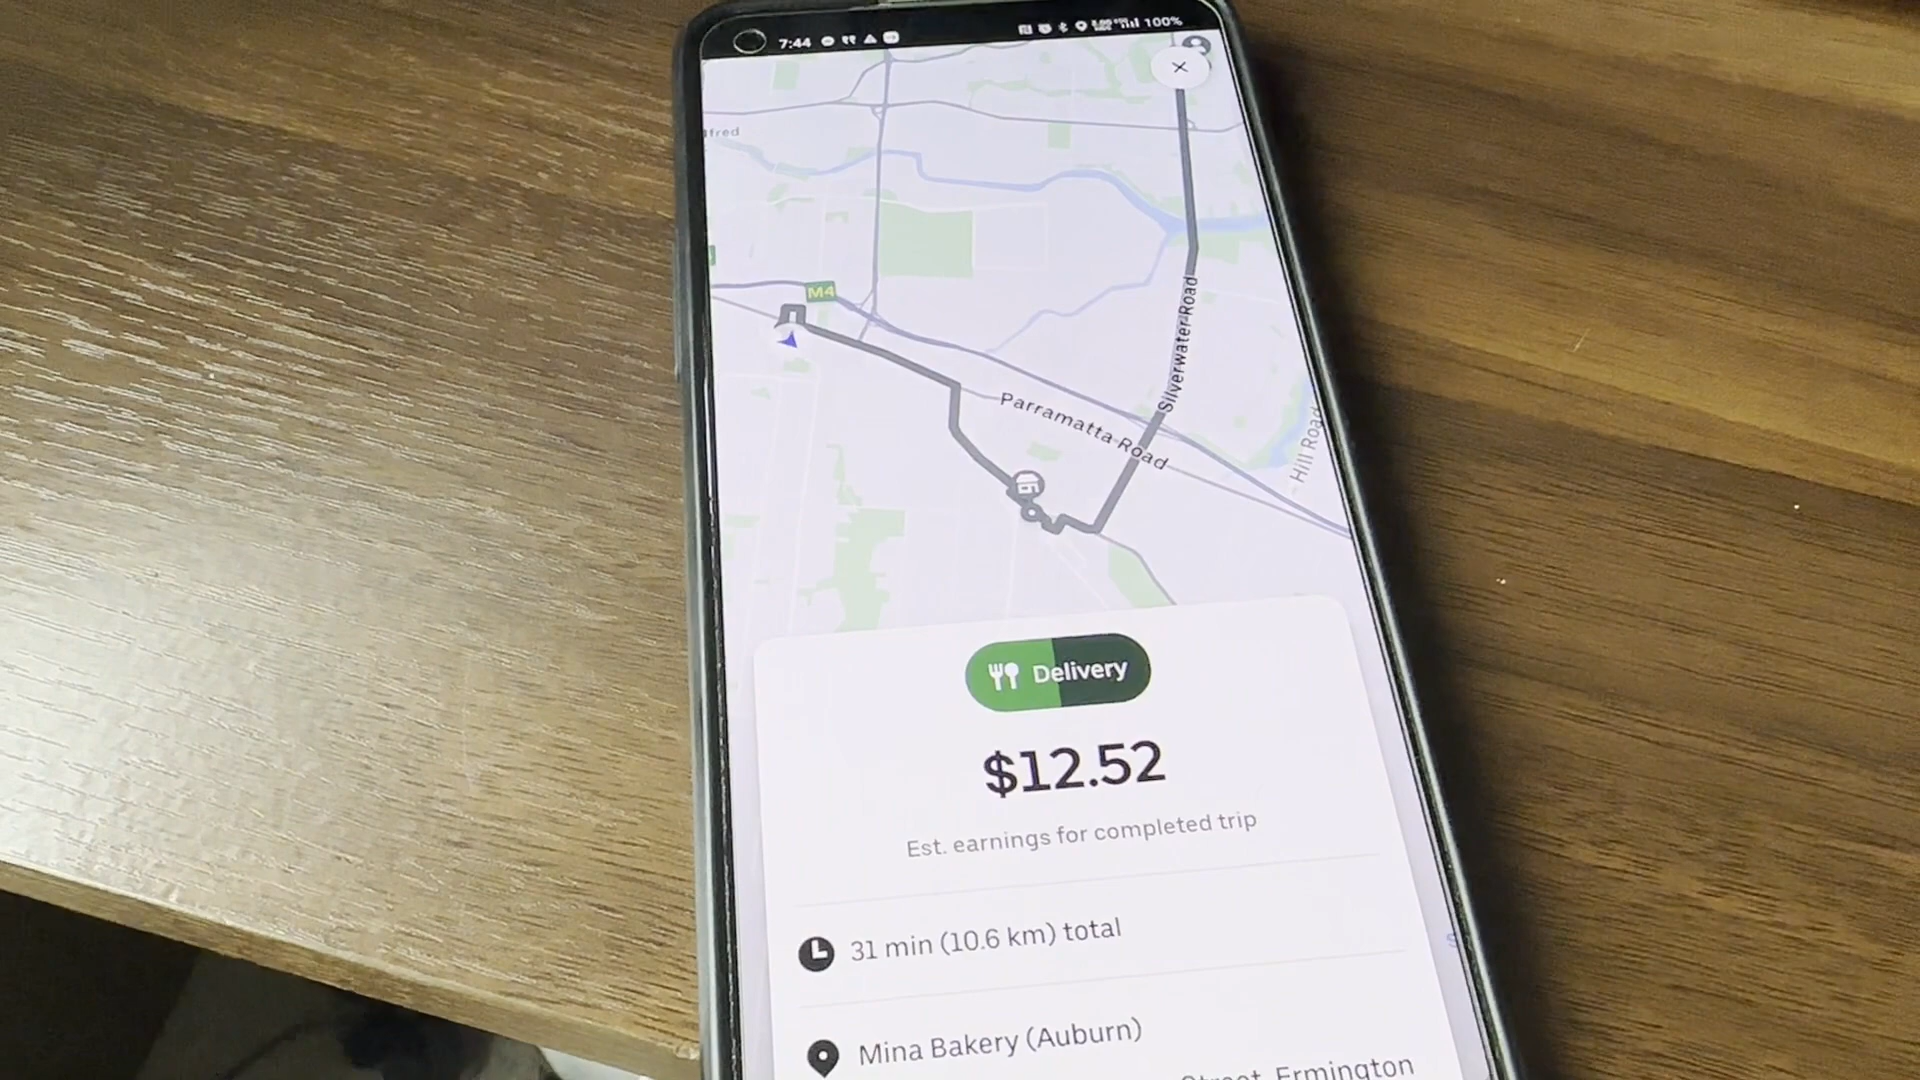 7:44
100%
fred
M4
Silverwater Road
Parramatta Road
Hill Road
Delivery
$12.52
Est. earnings for completed trip
31 min (10.6 km) total
Mina Bakery (Auburn)
Street, Ermington